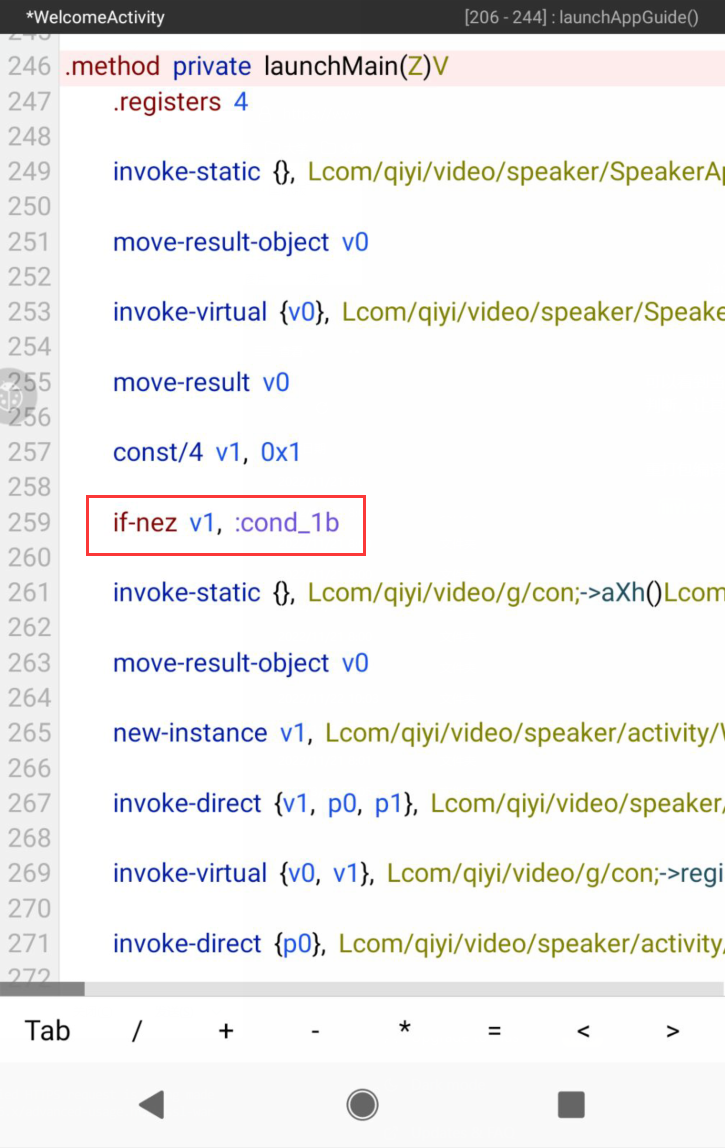 *WelcomeActivity [206 - 244] : launchAppGuide()
245
246 .method private launchMain(Z)V
247 .registers 4
248
249 invoke-static {}, Lcom/qiyi/video/speaker/SpeakerAp
250
251 move-result-object v0
252
253 invoke-virtual {v0}, Lcom/qiyi/video/speaker/Speake
254
255 move-result v0
256
257 const/4 v1, 0x1
258
259 if-nez v1, :cond_1b
260
261 invoke-static {}, Lcom/qiyi/video/g/con;->aXh()Lcom
262
263 move-result-object v0
264
265 new-instance v1, Lcom/qiyi/video/speaker/activity/W
266
267 invoke-direct {v1, p0, p1}, Lcom/qiyi/video/speaker/
268
269 invoke-virtual {v0, v1}, Lcom/qiyi/video/g/con;->regi
270
271 invoke-direct {p0}, Lcom/qiyi/video/speaker/activity/
272
Tab / + - * = < >